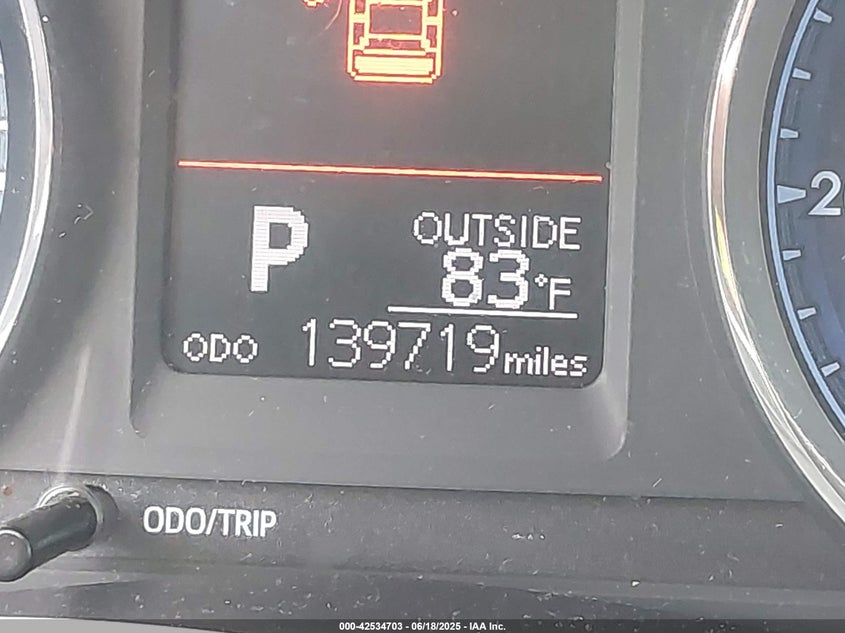 P
OUTSIDE
83°F
ODO 139719 miles
ODO/TRIP
000-42534703 - 06/18/2025 - IAA Inc.